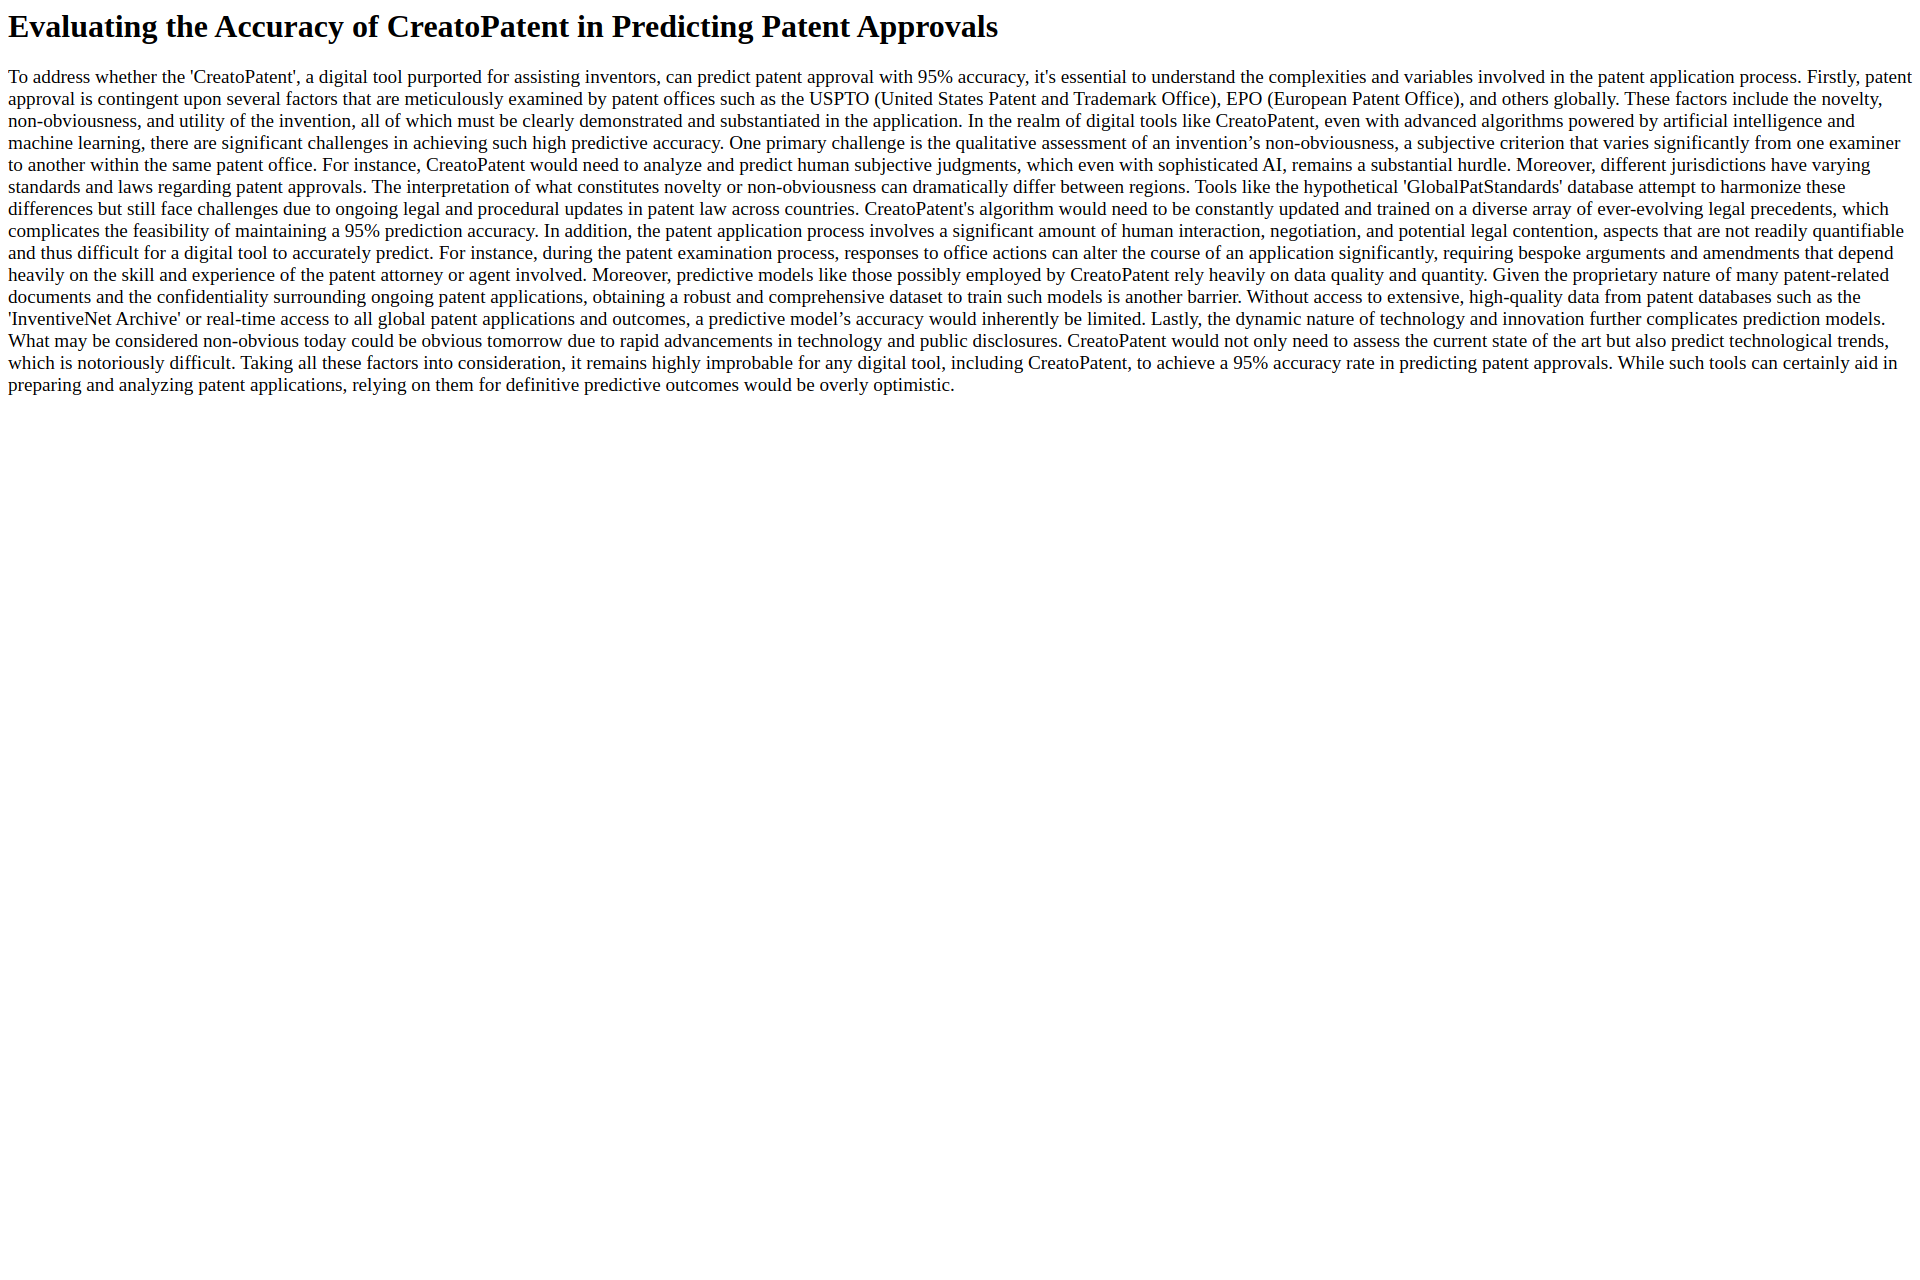 Evaluating the Accuracy of CreatoPatent in Predicting Patent Approvals
To address whether the 'CreatoPatent', a digital tool purported for assisting inventors, can predict patent approval with 95% accuracy, it's essential to understand the complexities and variables involved in the patent application process. Firstly, patent
approval is contingent upon several factors that are meticulously examined by patent offices such as the USPTO (United States Patent and Trademark Office), EPO (European Patent Office), and others globally. These factors include the novelty,
non-obviousness, and utility of the invention, all of which must be clearly demonstrated and substantiated in the application. In the realm of digital tools like CreatoPatent, even with advanced algorithms powered by artificial intelligence and
machine learning, there are significant challenges in achieving such high predictive accuracy. One primary challenge is the qualitative assessment of an invention’s non-obviousness, a subjective criterion that varies significantly from one examiner
to another within the same patent office. For instance, CreatoPatent would need to analyze and predict human subjective judgments, which even with sophisticated AI, remains a substantial hurdle. Moreover, different jurisdictions have varying
standards and laws regarding patent approvals. The interpretation of what constitutes novelty or non-obviousness can dramatically differ between regions. Tools like the hypothetical 'GlobalPatStandards' database attempt to harmonize these
differences but still face challenges due to ongoing legal and procedural updates in patent law across countries. CreatoPatent's algorithm would need to be constantly updated and trained on a diverse array of ever-evolving legal precedents, which
complicates the feasibility of maintaining a 95% prediction accuracy. In addition, the patent application process involves a significant amount of human interaction, negotiation, and potential legal contention, aspects that are not readily quantifiable
and thus difficult for a digital tool to accurately predict. For instance, during the patent examination process, responses to office actions can alter the course of an application significantly, requiring bespoke arguments and amendments that depend
heavily on the skill and experience of the patent attorney or agent involved. Moreover, predictive models like those possibly employed by CreatoPatent rely heavily on data quality and quantity. Given the proprietary nature of many patent-related
documents and the confidentiality surrounding ongoing patent applications, obtaining a robust and comprehensive dataset to train such models is another barrier. Without access to extensive, high-quality data from patent databases such as the
'InventiveNet Archive' or real-time access to all global patent applications and outcomes, a predictive model’s accuracy would inherently be limited. Lastly, the dynamic nature of technology and innovation further complicates prediction models.
What may be considered non-obvious today could be obvious tomorrow due to rapid advancements in technology and public disclosures. CreatoPatent would not only need to assess the current state of the art but also predict technological trends,
which is notoriously difficult. Taking all these factors into consideration, it remains highly improbable for any digital tool, including CreatoPatent, to achieve a 95% accuracy rate in predicting patent approvals. While such tools can certainly aid in
preparing and analyzing patent applications, relying on them for definitive predictive outcomes would be overly optimistic.